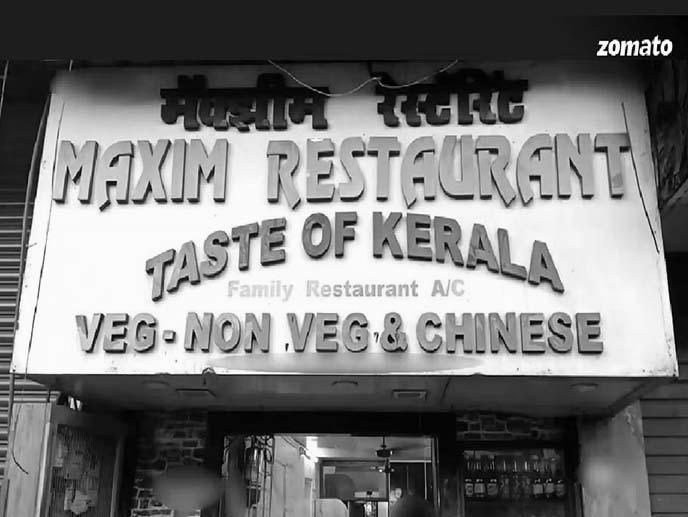 zomato
मॅक्झीम रेस्टॉरंट
MAXIM RESTAURANT
TASTE OF KERALA
Family Restaurant A/C
VEG - NON VEG & CHINESE